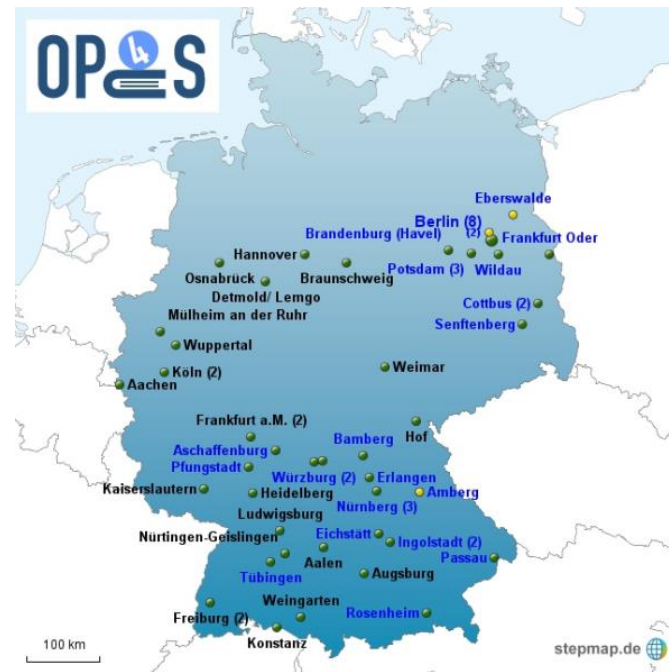 OPUS 4
Eberswalde
Berlin (8)
Brandenburg (Havel)
(2)
Frankfurt Oder
Hannover
Osnabrück
Braunschweig
Potsdam (3)
Wildau
Detmold/ Lemgo
Mülheim an der Ruhr
Cottbus (2)
Senftenberg
Wuppertal
Weimar
Köln (2)
Aachen
Frankfurt a.M. (2)
Hof
Aschaffenburg
Bamberg
Pfungstadt
Würzburg (2)
Erlangen
Kaiserslautern
Heidelberg
Nürnberg (3)
Amberg
Ludwigsburg
Nürtingen-Geislingen
Eichstätt
Ingolstadt (2)
Aalen
Passau
Tübingen
Augsburg
Weingarten
Freiburg (2)
Rosenheim
Konstanz
100 km
stepmap.de